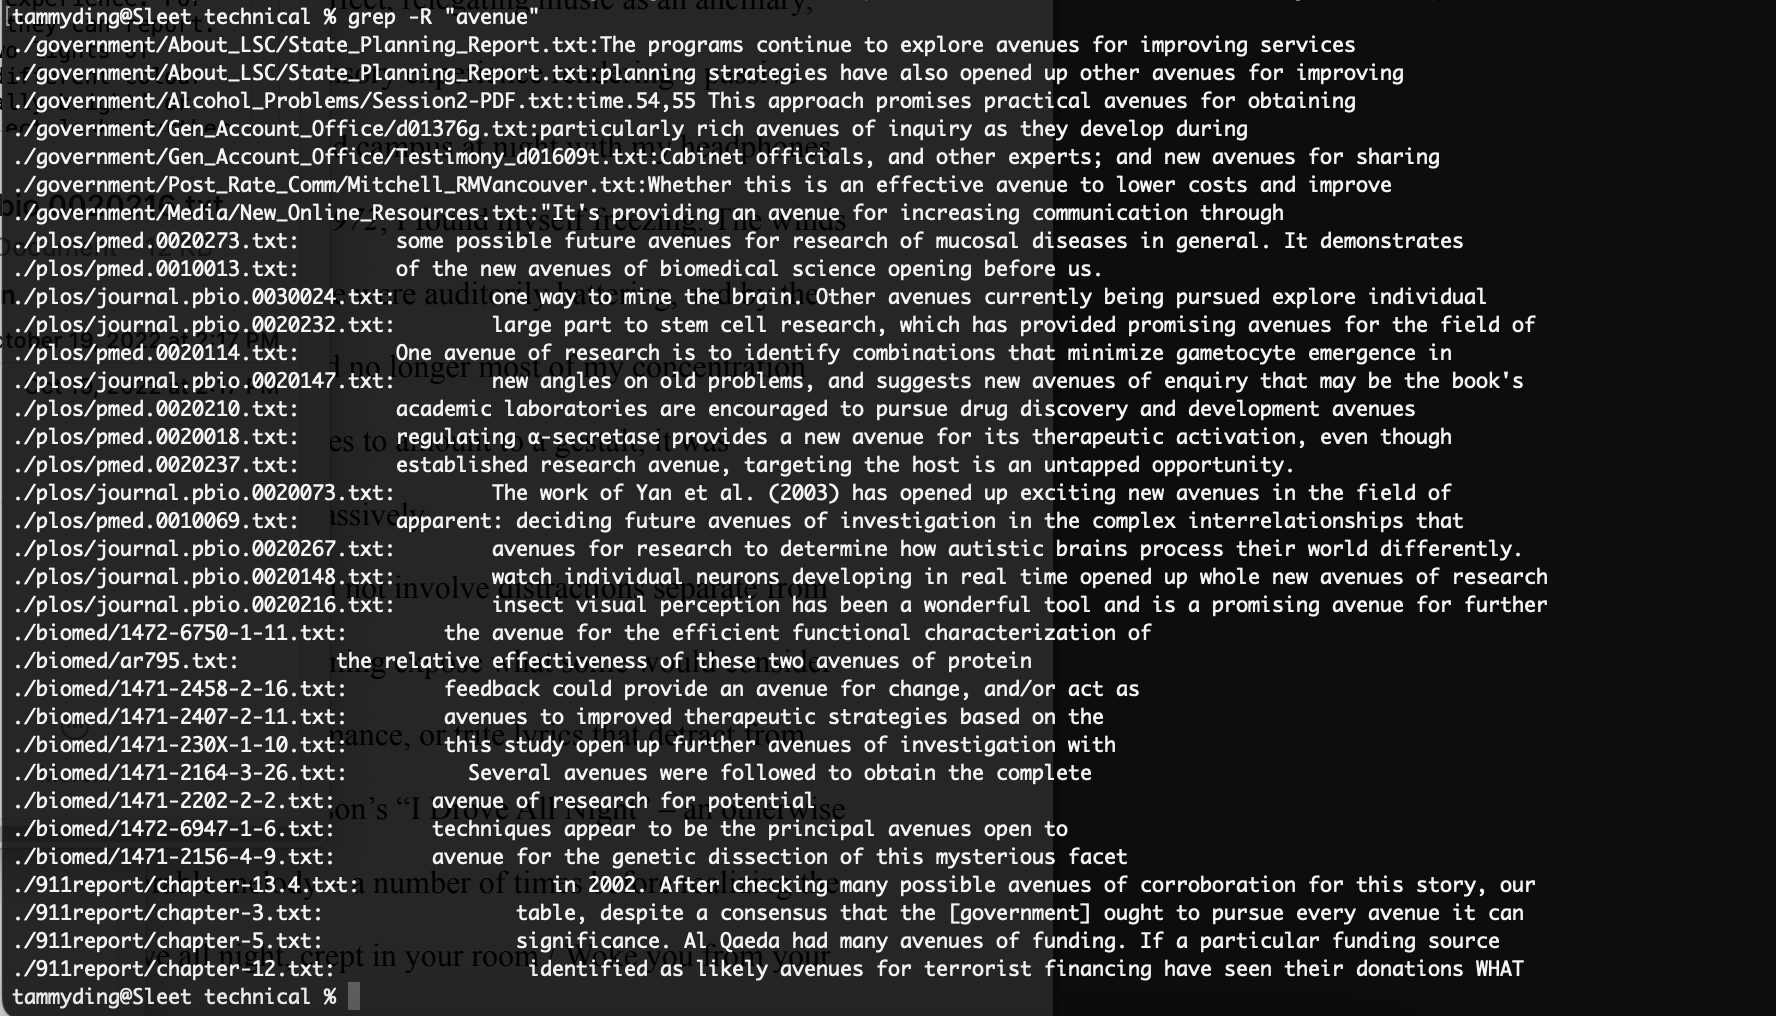 tammyding@Sleet technical % grep -R "avenue"
./government/About_LSC/State_Planning_Report.txt:The programs continue to explore avenues for improving services
./government/About_LSC/State_Planning_Report.txt:planning strategies have also opened up other avenues for improving
./government/Alcohol_Problems/Session2-PDF.txt:time.54,55 This approach promises practical avenues for obtaining
./government/Gen_Account_Office/d01376g.txt:particularly rich avenues of inquiry as they develop during
./government/Gen_Account_Office/Testimony_d01609t.txt:Cabinet officials, and other experts; and new avenues for sharing
./government/Post_Rate_Comm/Mitchell_RMVancouver.txt:Whether this is an effective avenue to lower costs and improve
./government/Media/New_Online_Resources.txt:"It's providing an avenue for increasing communication through
./plos/pmed.0020273.txt:        some possible future avenues for research of mucosal diseases in general. It demonstrates
./plos/pmed.0010013.txt:        of the new avenues of biomedical science opening before us.
./plos/journal.pbio.0030024.txt:        one way to mine the brain. Other avenues currently being pursued explore individual
./plos/journal.pbio.0020232.txt:        large part to stem cell research, which has provided promising avenues for the field of
./plos/pmed.0020114.txt:        One avenue of research is to identify combinations that minimize gametocyte emergence in
./plos/journal.pbio.0020147.txt:        new angles on old problems, and suggests new avenues of enquiry that may be the book's
./plos/pmed.0020210.txt:        academic laboratories are encouraged to pursue drug discovery and development avenues
./plos/pmed.0020018.txt:        regulating α-secretase provides a new avenue for its therapeutic activation, even though
./plos/pmed.0020237.txt:        established research avenue, targeting the host is an untapped opportunity.
./plos/journal.pbio.0020073.txt:        The work of Yan et al. (2003) has opened up exciting new avenues in the field of
./plos/pmed.0010069.txt:        apparent: deciding future avenues of investigation in the complex interrelationships that
./plos/journal.pbio.0020267.txt:        avenues for research to determine how autistic brains process their world differently.
./plos/journal.pbio.0020148.txt:        watch individual neurons developing in real time opened up whole new avenues of research
./plos/journal.pbio.0020216.txt:        insect visual perception has been a wonderful tool and is a promising avenue for further
./biomed/1472-6750-1-11.txt:        the avenue for the efficient functional characterization of
./biomed/ar795.txt:        the relative effectiveness of these two avenues of protein
./biomed/1471-2458-2-16.txt:        feedback could provide an avenue for change, and/or act as
./biomed/1471-2407-2-11.txt:        avenues to improved therapeutic strategies based on the
./biomed/1471-230X-1-10.txt:        this study open up further avenues of investigation with
./biomed/1471-2164-3-26.txt:          Several avenues were followed to obtain the complete
./biomed/1471-2202-2-2.txt:        avenue of research for potential
./biomed/1472-6947-1-6.txt:        techniques appear to be the principal avenues open to
./biomed/1471-2156-4-9.txt:        avenue for the genetic dissection of this mysterious facet
./911report/chapter-13.4.txt:                in 2002. After checking many possible avenues of corroboration for this story, our
./911report/chapter-3.txt:                table, despite a consensus that the [government] ought to pursue every avenue it can
./911report/chapter-5.txt:                significance. Al Qaeda had many avenues of funding. If a particular funding source
./911report/chapter-12.txt:                identified as likely avenues for terrorist financing have seen their donations WHAT
tammyding@Sleet technical %